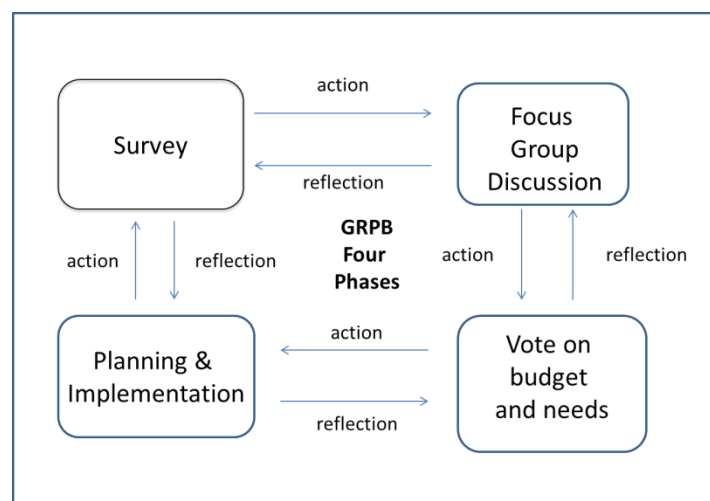 action
Survey
Focus
Group
Discussion
reflection
GRPB
Four
Phases
action
reflection
action
reflection
action
Planning &
Implementation
Vote on
budget
and needs
reflection